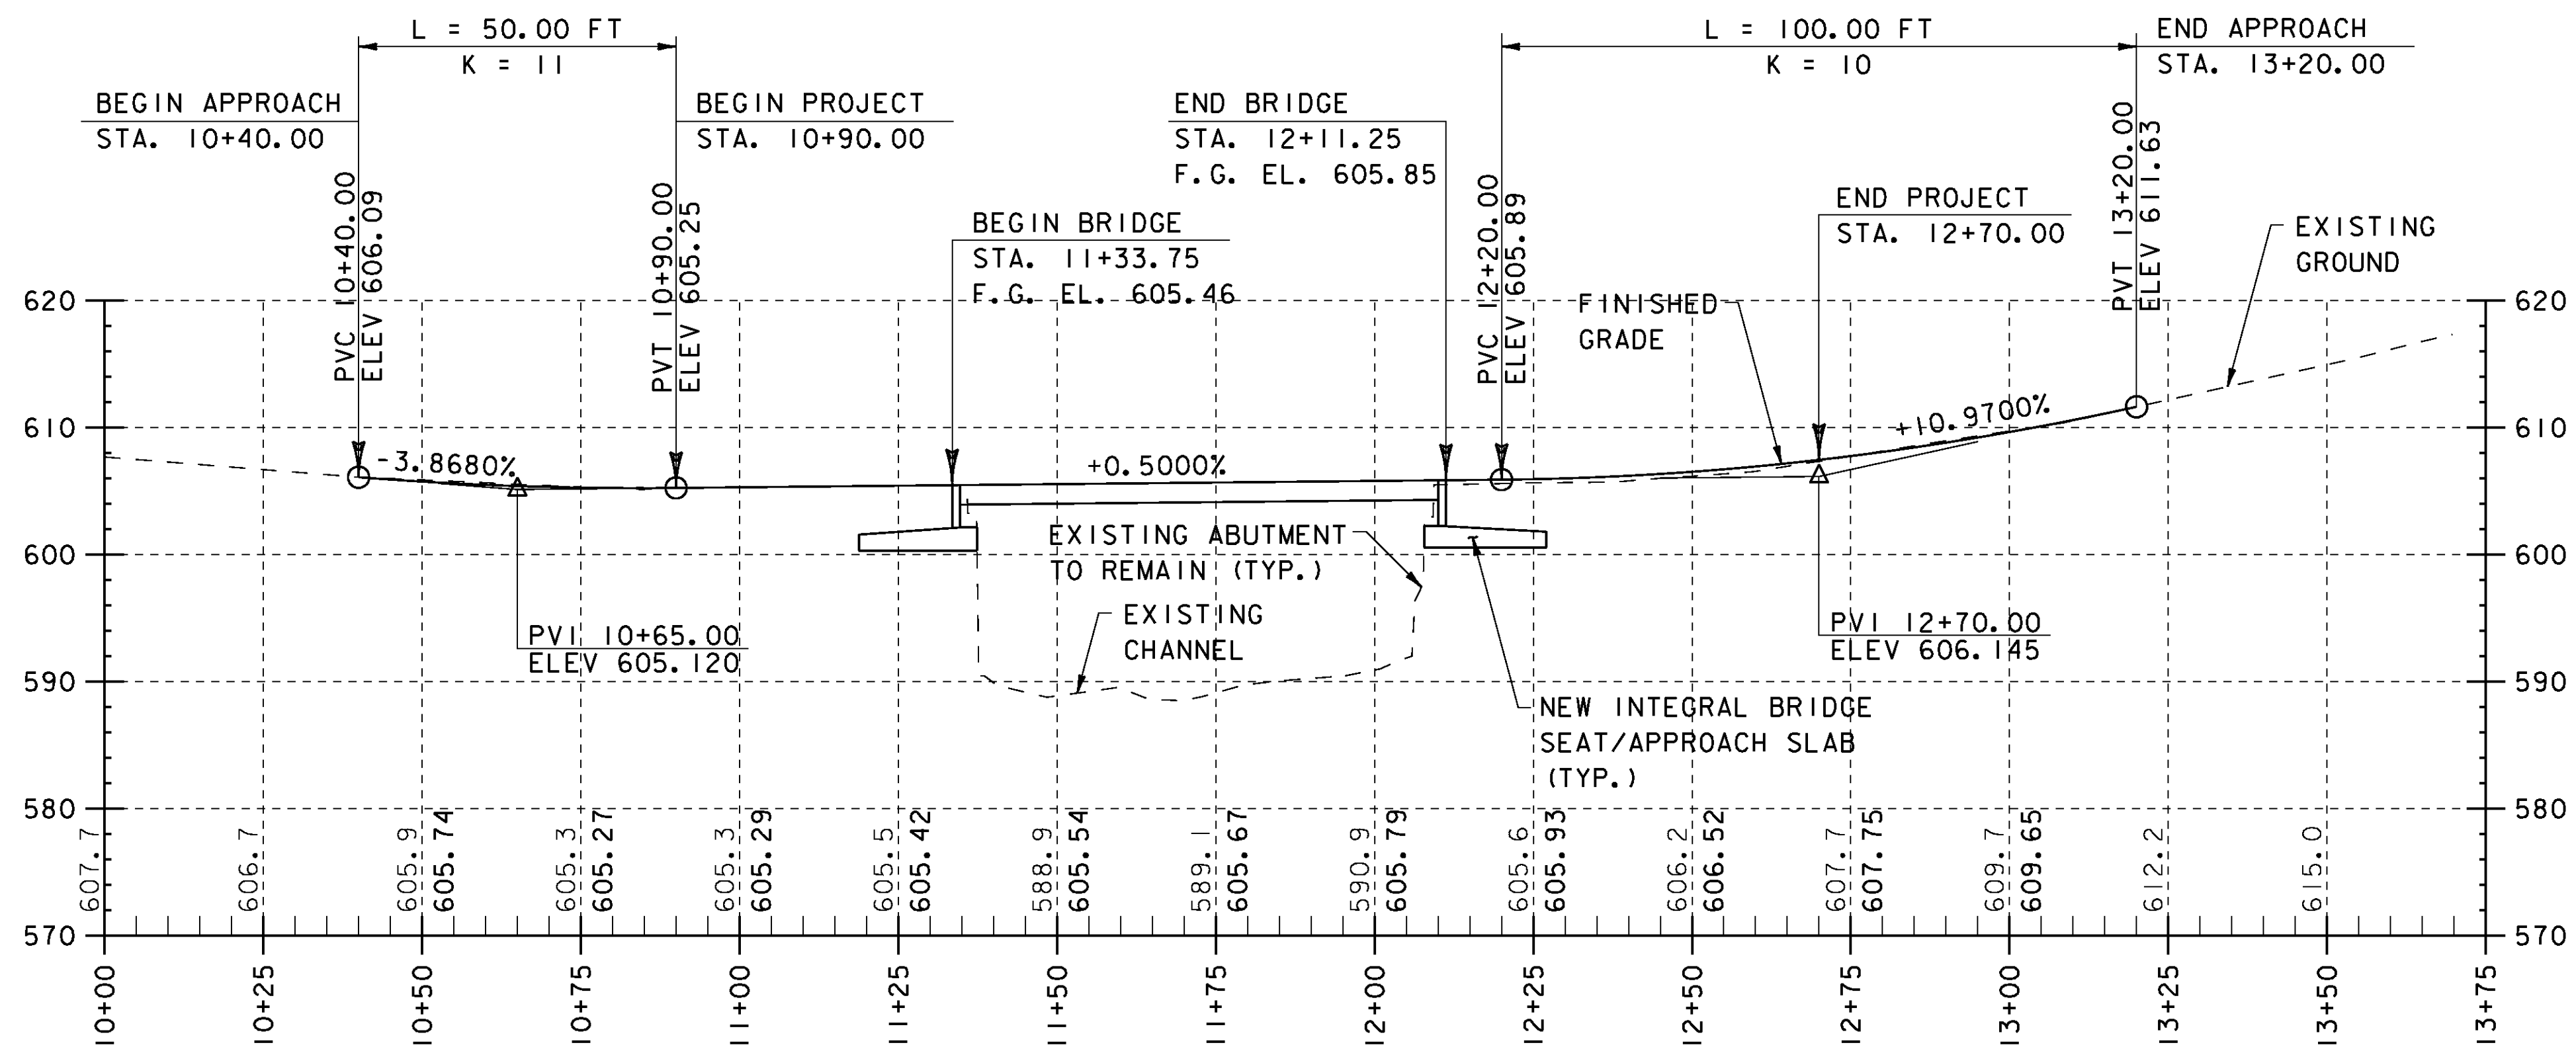 L = 50.00 FT
K = 11
L = 100.00 FT
K = 10
END APPROACH
STA. 13+20.00
BEGIN APPROACH
STA. 10+40.00
BEGIN PROJECT
STA. 10+90.00
END BRIDGE
STA. 12+11.25
F.G. EL. 605.85
PVC 10+40.00
ELEV 606.09
PVT 10+90.00
ELEV 605.25
BEGIN BRIDGE
STA. 11+33.75
F.G. EL. 605.46
PVC 12+20.00
ELEV 605.89
END PROJECT
STA. 12+70.00
PVT 13+20.00
ELEV 611.63
EXISTING
GROUND
FINISHED
GRADE
620
620
610
610
-3.8680%
+0.5000%
+10.9700%
600
600
EXISTING ABUTMENT
TO REMAIN (TYP.)
EXISTING
CHANNEL
PVI 10+65.00
ELEV 605.120
PVI 12+70.00
ELEV 606.145
590
590
NEW INTEGRAL BRIDGE
SEAT/APPROACH SLAB
(TYP.)
580
580
607.7
606.7
605.9
605.74
605.3
605.27
605.3
605.29
605.5
605.42
588.9
605.54
589.1
605.67
590.9
605.79
605.6
605.93
606.2
606.52
607.7
607.75
609.7
609.65
612.2
615.0
570
570
10+00
10+25
10+50
10+75
11+00
11+25
11+50
11+75
12+00
12+25
12+50
12+75
13+00
13+25
13+50
13+75